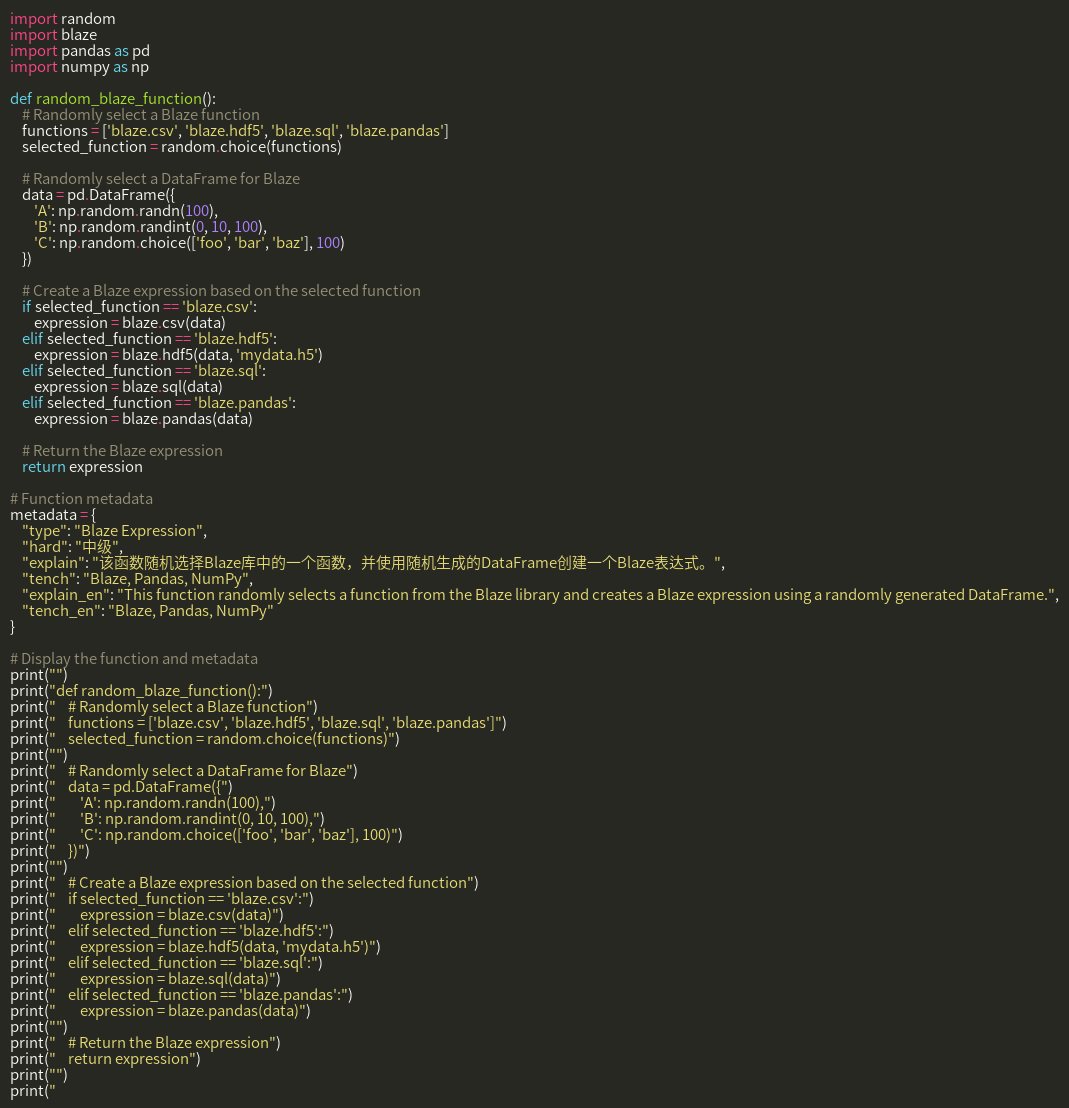 import random
import blaze
import pandas as pd
import numpy as np

def random_blaze_function():
    # Randomly select a Blaze function
    functions = ['blaze.csv', 'blaze.hdf5', 'blaze.sql', 'blaze.pandas']
    selected_function = random.choice(functions)

    # Randomly select a DataFrame for Blaze
    data = pd.DataFrame({
        'A': np.random.randn(100),
        'B': np.random.randint(0, 10, 100),
        'C': np.random.choice(['foo', 'bar', 'baz'], 100)
    })

    # Create a Blaze expression based on the selected function
    if selected_function == 'blaze.csv':
        expression = blaze.csv(data)
    elif selected_function == 'blaze.hdf5':
        expression = blaze.hdf5(data, 'mydata.h5')
    elif selected_function == 'blaze.sql':
        expression = blaze.sql(data)
    elif selected_function == 'blaze.pandas':
        expression = blaze.pandas(data)

    # Return the Blaze expression
    return expression

# Function metadata
metadata = {
    "type": "Blaze Expression",
    "hard": "中级",
    "explain": "该函数随机选择Blaze库中的一个函数，并使用随机生成的DataFrame创建一个Blaze表达式。",
    "tench": "Blaze, Pandas, NumPy",
    "explain_en": "This function randomly selects a function from the Blaze library and creates a Blaze expression using a randomly generated DataFrame.",
    "tench_en": "Blaze, Pandas, NumPy"
}

# Display the function and metadata
print("")
print("def random_blaze_function():")
print("    # Randomly select a Blaze function")
print("    functions = ['blaze.csv', 'blaze.hdf5', 'blaze.sql', 'blaze.pandas']")
print("    selected_function = random.choice(functions)")
print("")
print("    # Randomly select a DataFrame for Blaze")
print("    data = pd.DataFrame({")
print("        'A': np.random.randn(100),")
print("        'B': np.random.randint(0, 10, 100),")
print("        'C': np.random.choice(['foo', 'bar', 'baz'], 100)")
print("    })")
print("")
print("    # Create a Blaze expression based on the selected function")
print("    if selected_function == 'blaze.csv':")
print("        expression = blaze.csv(data)")
print("    elif selected_function == 'blaze.hdf5':")
print("        expression = blaze.hdf5(data, 'mydata.h5')")
print("    elif selected_function == 'blaze.sql':")
print("        expression = blaze.sql(data)")
print("    elif selected_function == 'blaze.pandas':")
print("        expression = blaze.pandas(data)")
print("")
print("    # Return the Blaze expression")
print("    return expression")
print("")
print("